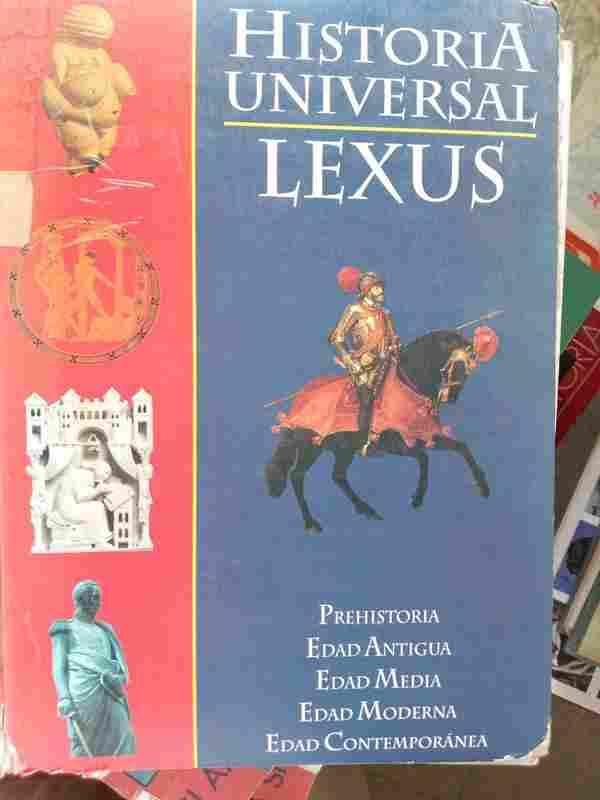 HISTORIA
UNIVERSAL
LEXUS
PREHISTORIA
EDAD ANTIGUA
EDAD MEDIA
EDAD MODERNA
EDAD CONTEMPORÁNEA